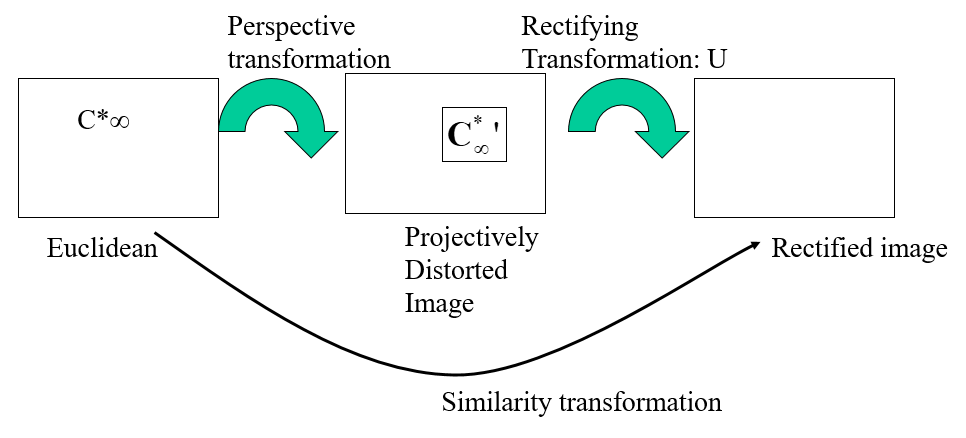 Perspective
transformation
Rectifying
Transformation: U
C*∞
C*∞'
Euclidean
Projectively
Distorted
Image
Rectified image
Similarity transformation